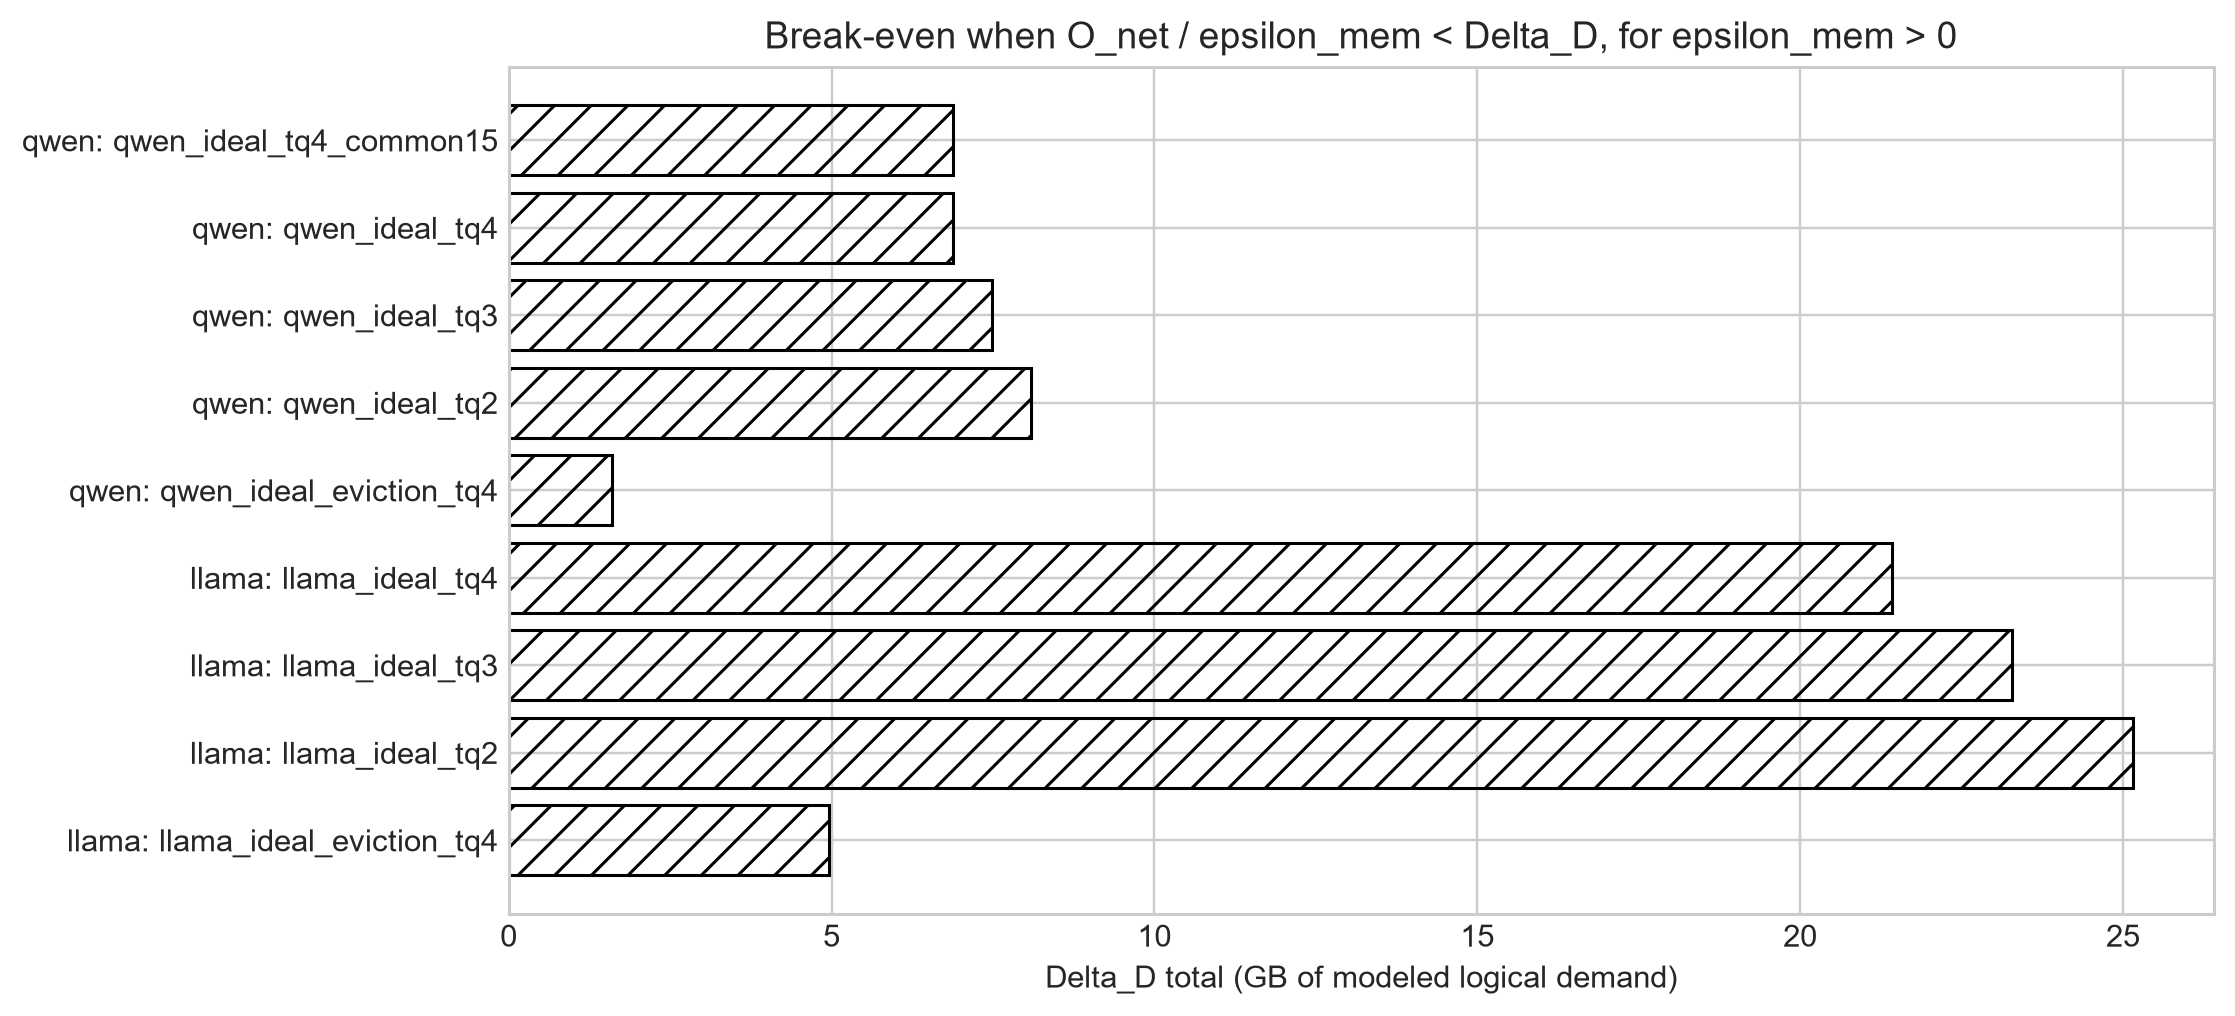 Break-even when O_net / epsilon_mem < Delta_D, for epsilon_mem > 0
qwen: qwen_ideal_tq4_common15
qwen: qwen_ideal_tq4
qwen: qwen_ideal_tq3
qwen: qwen_ideal_tq2
qwen: qwen_ideal_eviction_tq4
llama: llama_ideal_tq4
llama: llama_ideal_tq3
llama: llama_ideal_tq2
llama: llama_ideal_eviction_tq4
0 5 10 15 20 25
Delta_D total (GB of modeled logical demand)